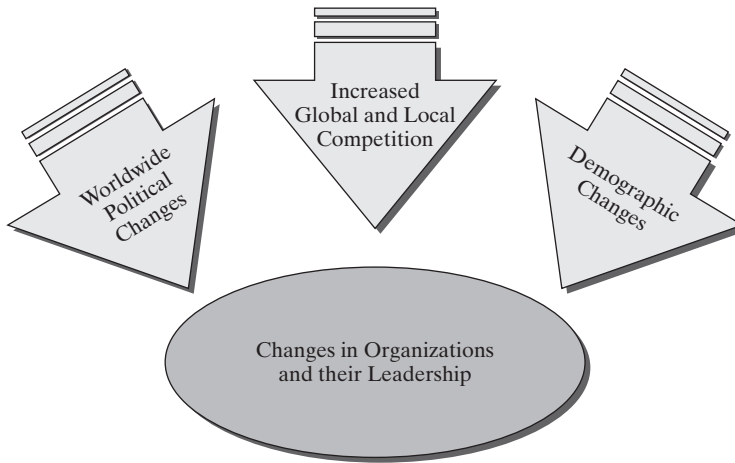 Worldwide
Political
Changes
Increased
Global and Local
Competition
Demographic
Changes
Changes in Organizations
and their Leadership